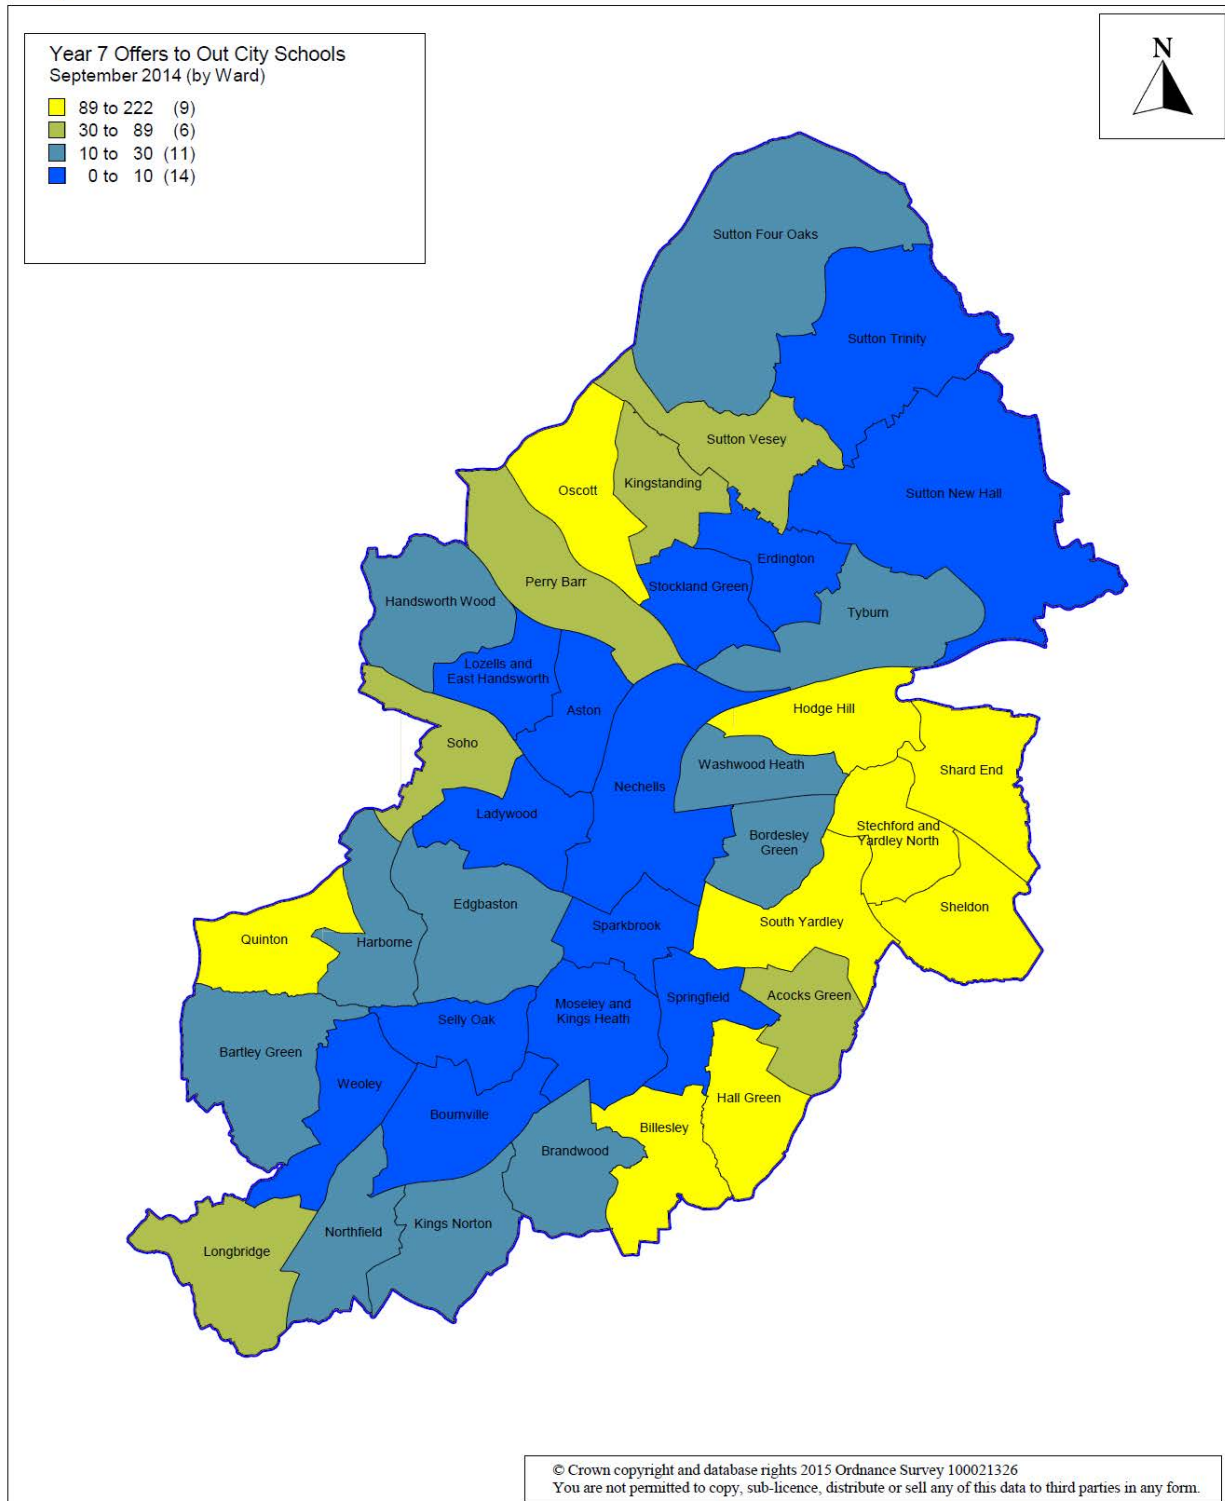 Year 7 Offers to Out City Schools
September 2014 (by Ward)
89 to 222 (9)
30 to 89 (6)
10 to 30 (11)
0 to 10 (14)
N
Sutton Four Oaks
Sutton Trinity
Sutton Vesey
Kingstanding
Oscott
Sutton New Hall
Erdington
Stockland Green
Perry Barr
Handsworth Wood
Tyburn
Lozells and
East Handsworth
Aston
Hodge Hill
Soho
Washwood Heath
Shard End
Nechells
Ladywood
Stechford and
Yardley North
Bordesley
Green
Edgbaston
Sheldon
South Yardley
Sparkbrook
Quinton
Harborne
Acocks Green
Springfield
Moseley and
Kings Heath
Selly Oak
Bartley Green
Weoley
Hall Green
Bournville
Billesley
Brandwood
Kings Norton
Northfield
Longbridge
© Crown copyright and database rights 2015 Ordnance Survey 100021326
You are not permitted to copy, sub-licence, distribute or sell any of this data to third parties in any form.